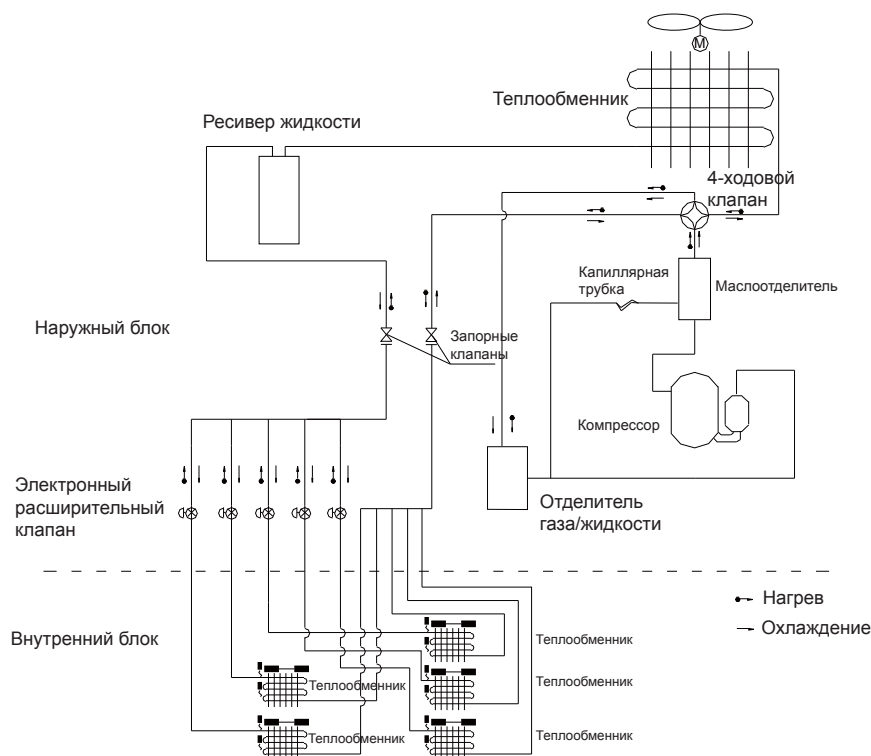 M
Теплообменник
Ресивер жидкости
4-ходовой
клапан
Капиллярная
трубка
Маслоотделитель
Наружный блок
Запорные
клапаны
Компрессор
Электронный
расширительный
клапан
Отделитель
газа/жидкости
Нагрев
Охлаждение
Внутренний блок
Теплообменник
Теплообменник
Теплообменник
Теплообменник
Теплообменник